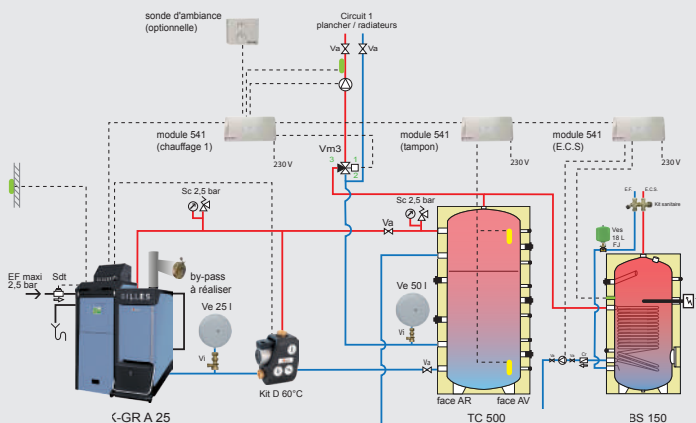 sonde d'ambiance
(optionnelle)
Circuit 1
plancher / radiateurs
Va
Va
module 541
(chauffage 1)
230 V
module 541
(tampon)
230 V
module 541
(E.C.S)
230 V
Vm3
3
1
2
Sc 2,5 bar
Sc 2,5 bar
Va
E.F.
E.C.S.
Kit sanitaire
Ves
18 L
FJ
EF maxi
2,5 bar
Sdt
by-pass
à réaliser
GILLES
Ve 25 l
Vi
Ve 50 l
Vi
Va
Kit D 60°C
face AR
face AV
-GR A 25
TC 500
BS 150